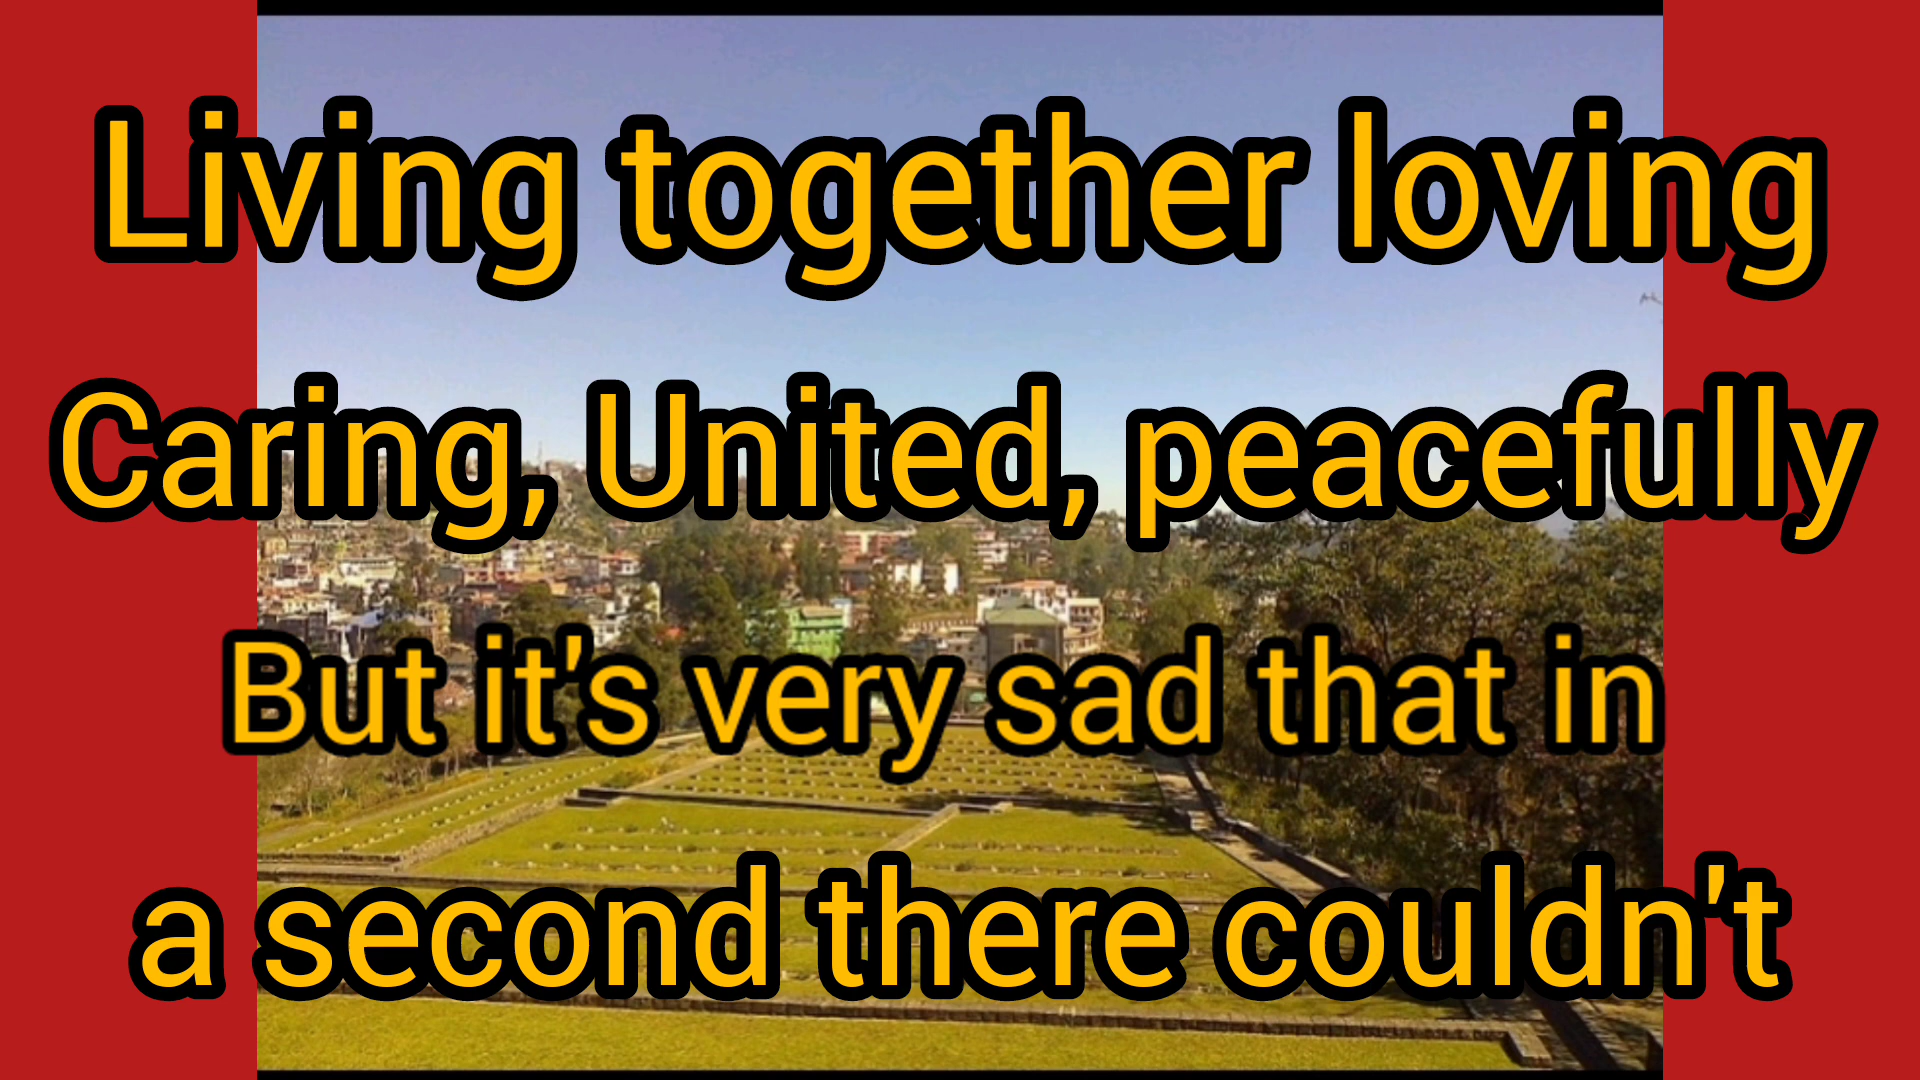 Living together loving
Caring, United, peacefully
But it's very sad that in
a second there couldn't